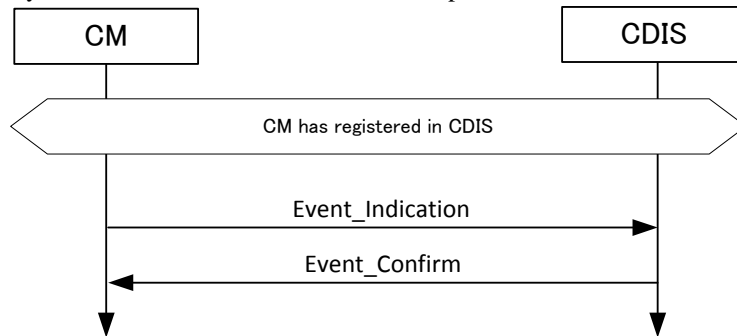 CM
CDIS
CM has registered in CDIS
Event_Indication
Event_Confirm